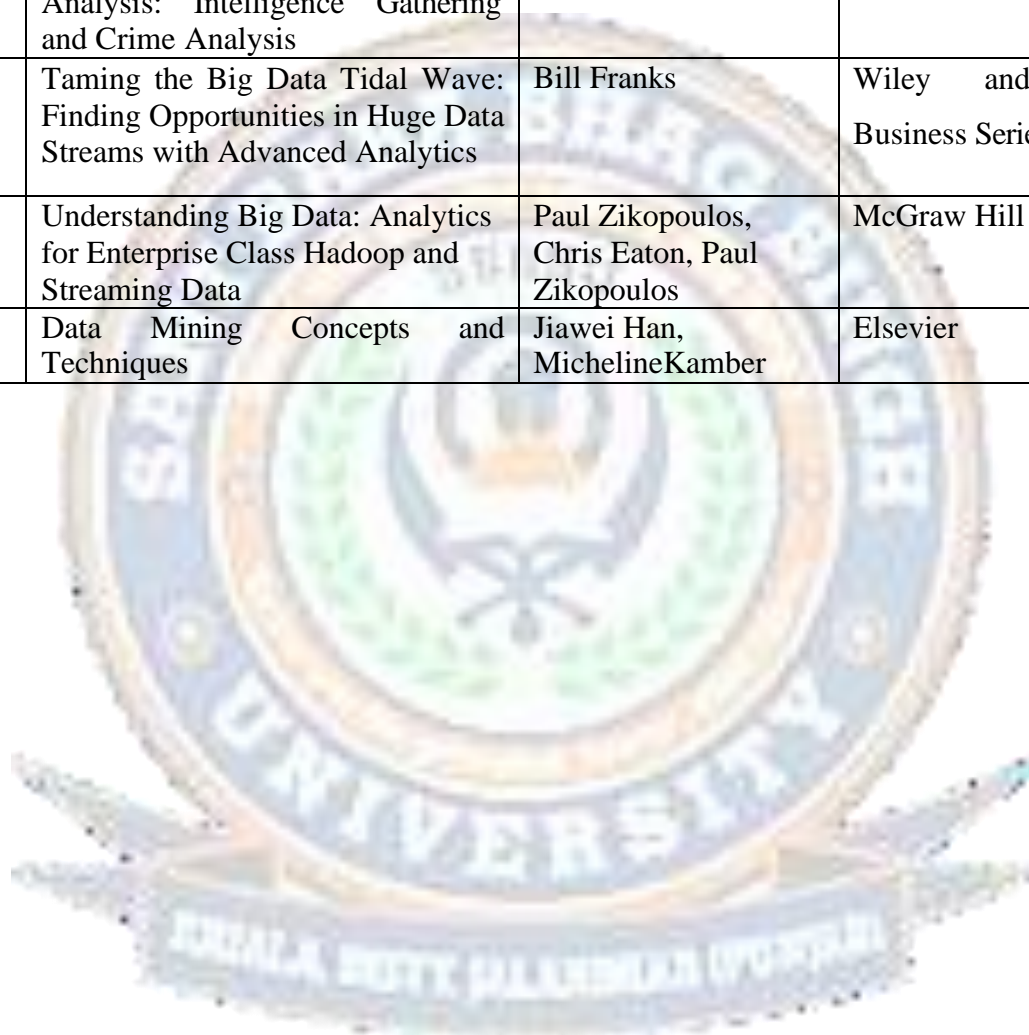 Analysis: Intelligence Gathering
and Crime Analysis
Taming the Big Data Tidal Wave:
Finding Opportunities in Huge Data
Streams with Advanced Analytics
Bill Franks
Wiley and
Business Serie
Understanding Big Data: Analytics
for Enterprise Class Hadoop and
Streaming Data
Paul Zikopoulos,
Chris Eaton, Paul
Zikopoulos
McGraw Hill
Data Mining Concepts and
Techniques
Jiawei Han,
MichelineKamber
Elsevier
UNIVERSITY